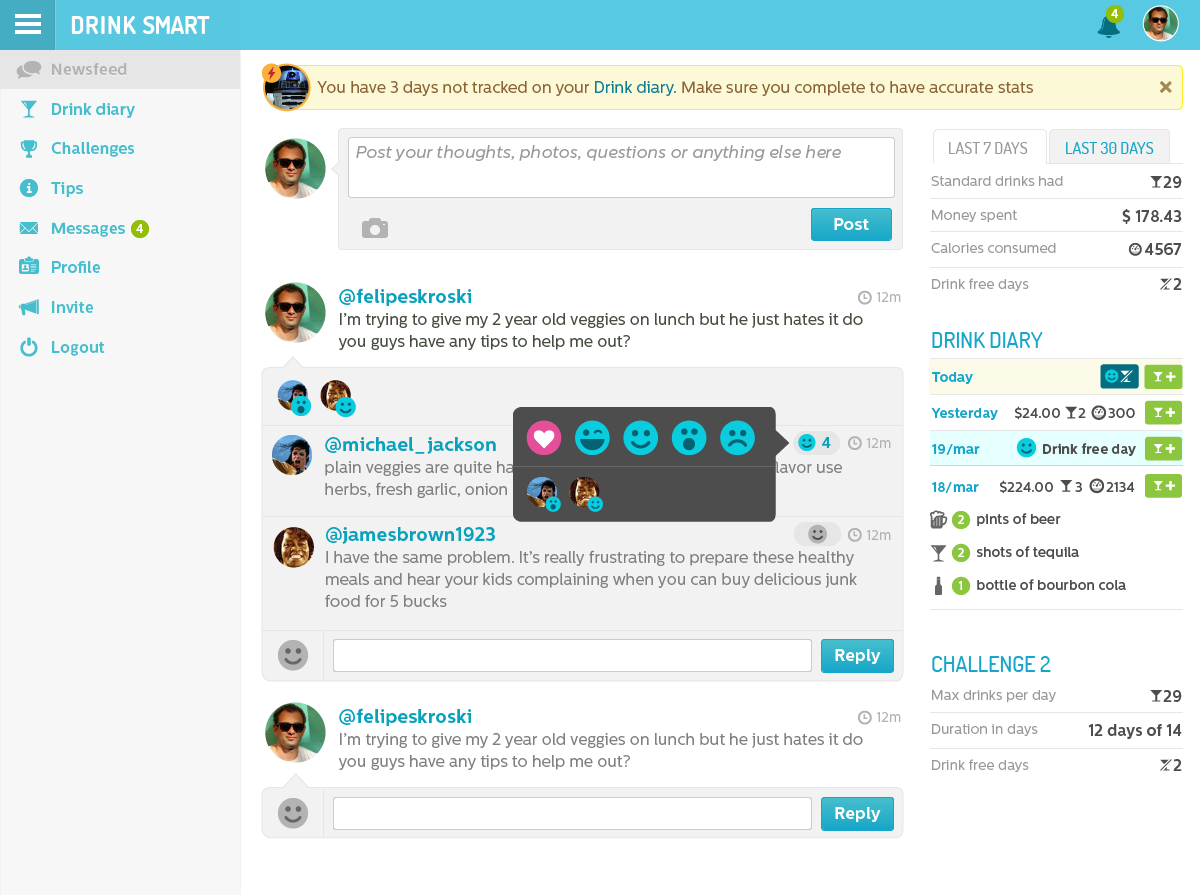 DRINK SMART
4
Newsfeed
Drink diary
Challenges
Tips
Messages 4
Profile
Invite
Logout
You have 3 days not tracked on your Drink diary. Make sure you complete to have accurate stats
Post your thoughts, photos, questions or anything else here
Post
@felipeskroski 12m
I'm trying to give my 2 year old veggies on lunch but he just hates it do
you guys have any tips to help me out?
@michael_jackson 4 12m
plain veggies are quite ha lavor use
herbs, fresh garlic, onion
@jamesbrown1923 12m
I have the same problem. It's really frustrating to prepare these healthy
meals and hear your kids complaining when you can buy delicious junk
food for 5 bucks
Reply
@felipeskroski 12m
I'm trying to give my 2 year old veggies on lunch but he just hates it do
you guys have any tips to help me out?
Reply
LAST 7 DAYS LAST 30 DAYS
Standard drinks had 29
Money spent $ 178.43
Calories consumed 4567
Drink free days 2
DRINK DIARY
Today +
Yesterday $24.00 2 300 +
19/mar Drink free day +
18/mar $224.00 3 2134 +
2 pints of beer
2 shots of tequila
1 bottle of bourbon cola
CHALLENGE 2
Max drinks per day 29
Duration in days 12 days of 14
Drink free days 2